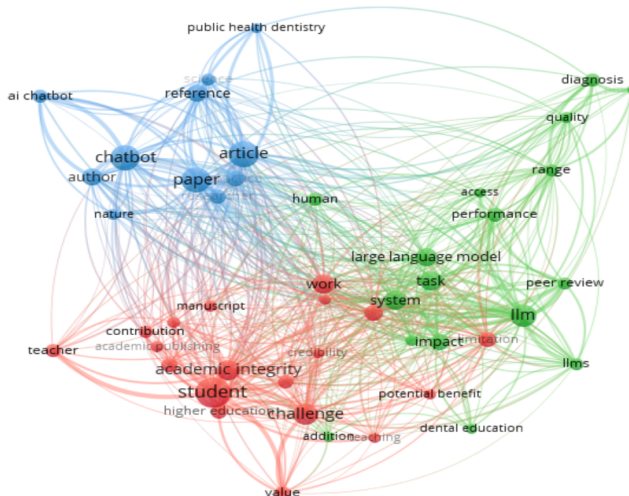 public health dentistry
science
reference
ai chatbot
diagnosis
quality
chatbot
article
author
paper
range
access
nature
human
performance
large language model
task
work
system
peer review
manuscript
llm
contribution
academic publishing
teacher
credibility
impact
limitation
llms
academic integrity
student
potential benefit
higher education
challenge
addition
teaching
dental education
value